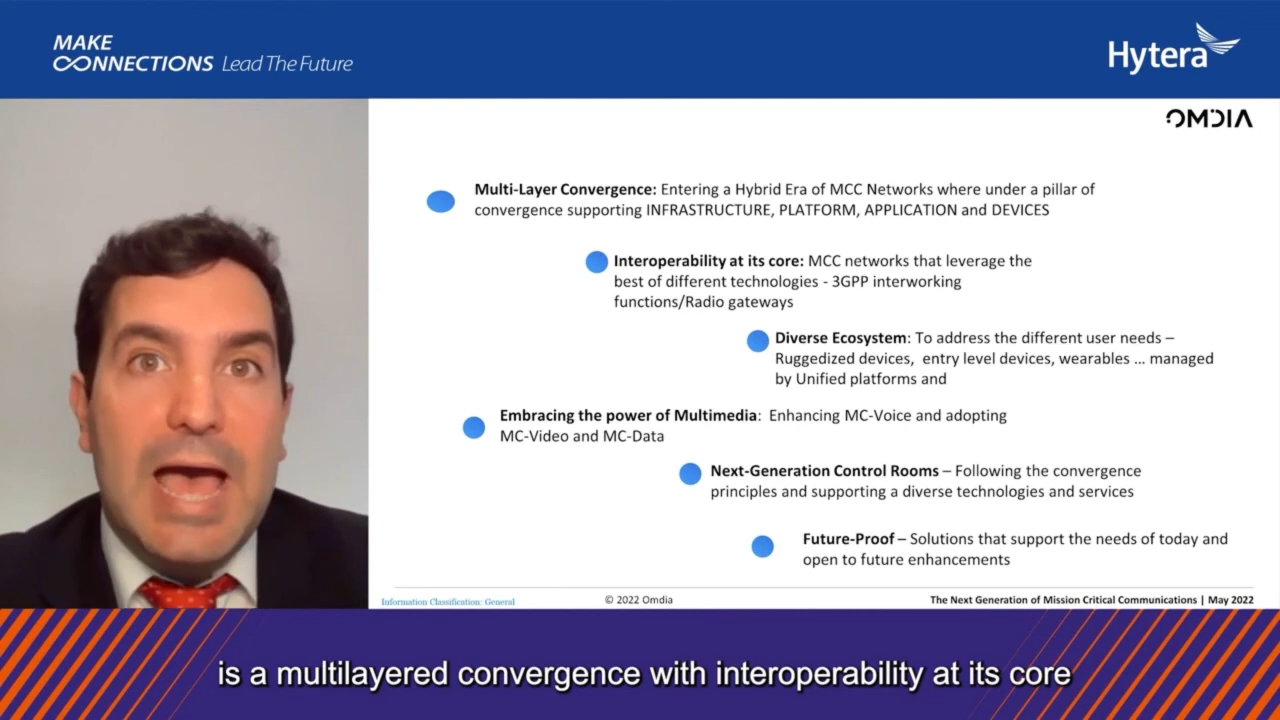 MAKE
CONNECTIONS Lead The Future
Hytera
OMDIA
Multi-Layer Convergence: Entering a Hybrid Era of MCC Networks where under a pillar of
convergence supporting INFRASTRUCTURE, PLATFORM, APPLICATION and DEVICES
Interoperability at its core: MCC networks that leverage the
best of different technologies - 3GPP interworking
functions/Radio gateways
Diverse Ecosystem: To address the different user needs –
Ruggedized devices, entry level devices, wearables ... managed
by Unified platforms and
Embracing the power of Multimedia: Enhancing MC-Voice and adopting
MC-Video and MC-Data
Next-Generation Control Rooms – Following the convergence
principles and supporting a diverse technologies and services
Future-Proof – Solutions that support the needs of today and
open to future enhancements
Information Classification: General
© 2022 Omdia
The Next Generation of Mission Critical Communications | May 2022
is a multilayered convergence with interoperability at its core